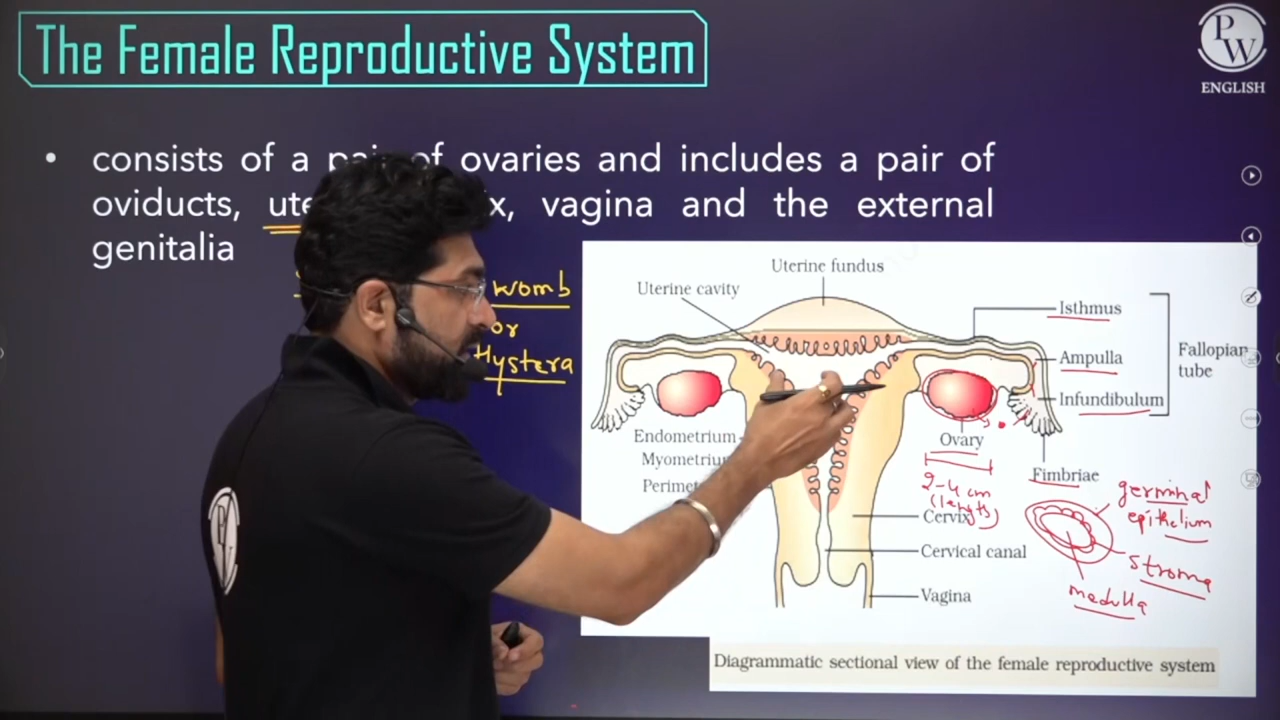 The Female Reproductive System
PW
ENGLISH
• consists of a of ovaries and includes a pair of
oviducts, vagina and the external
genitalia
womb
or
Hystera
Uterine fundus
Uterine cavity
Isthmus
Ampulla
Infundibulum
Fallopian
tube
Endometrium
Ovary
Fimbriae
2-4 cm
(length)
Cervix
Cervical canal
Vagina
germinal
epithelium
stroma
medulla
Diagrammatic sectional view of the female reproductive system
PW